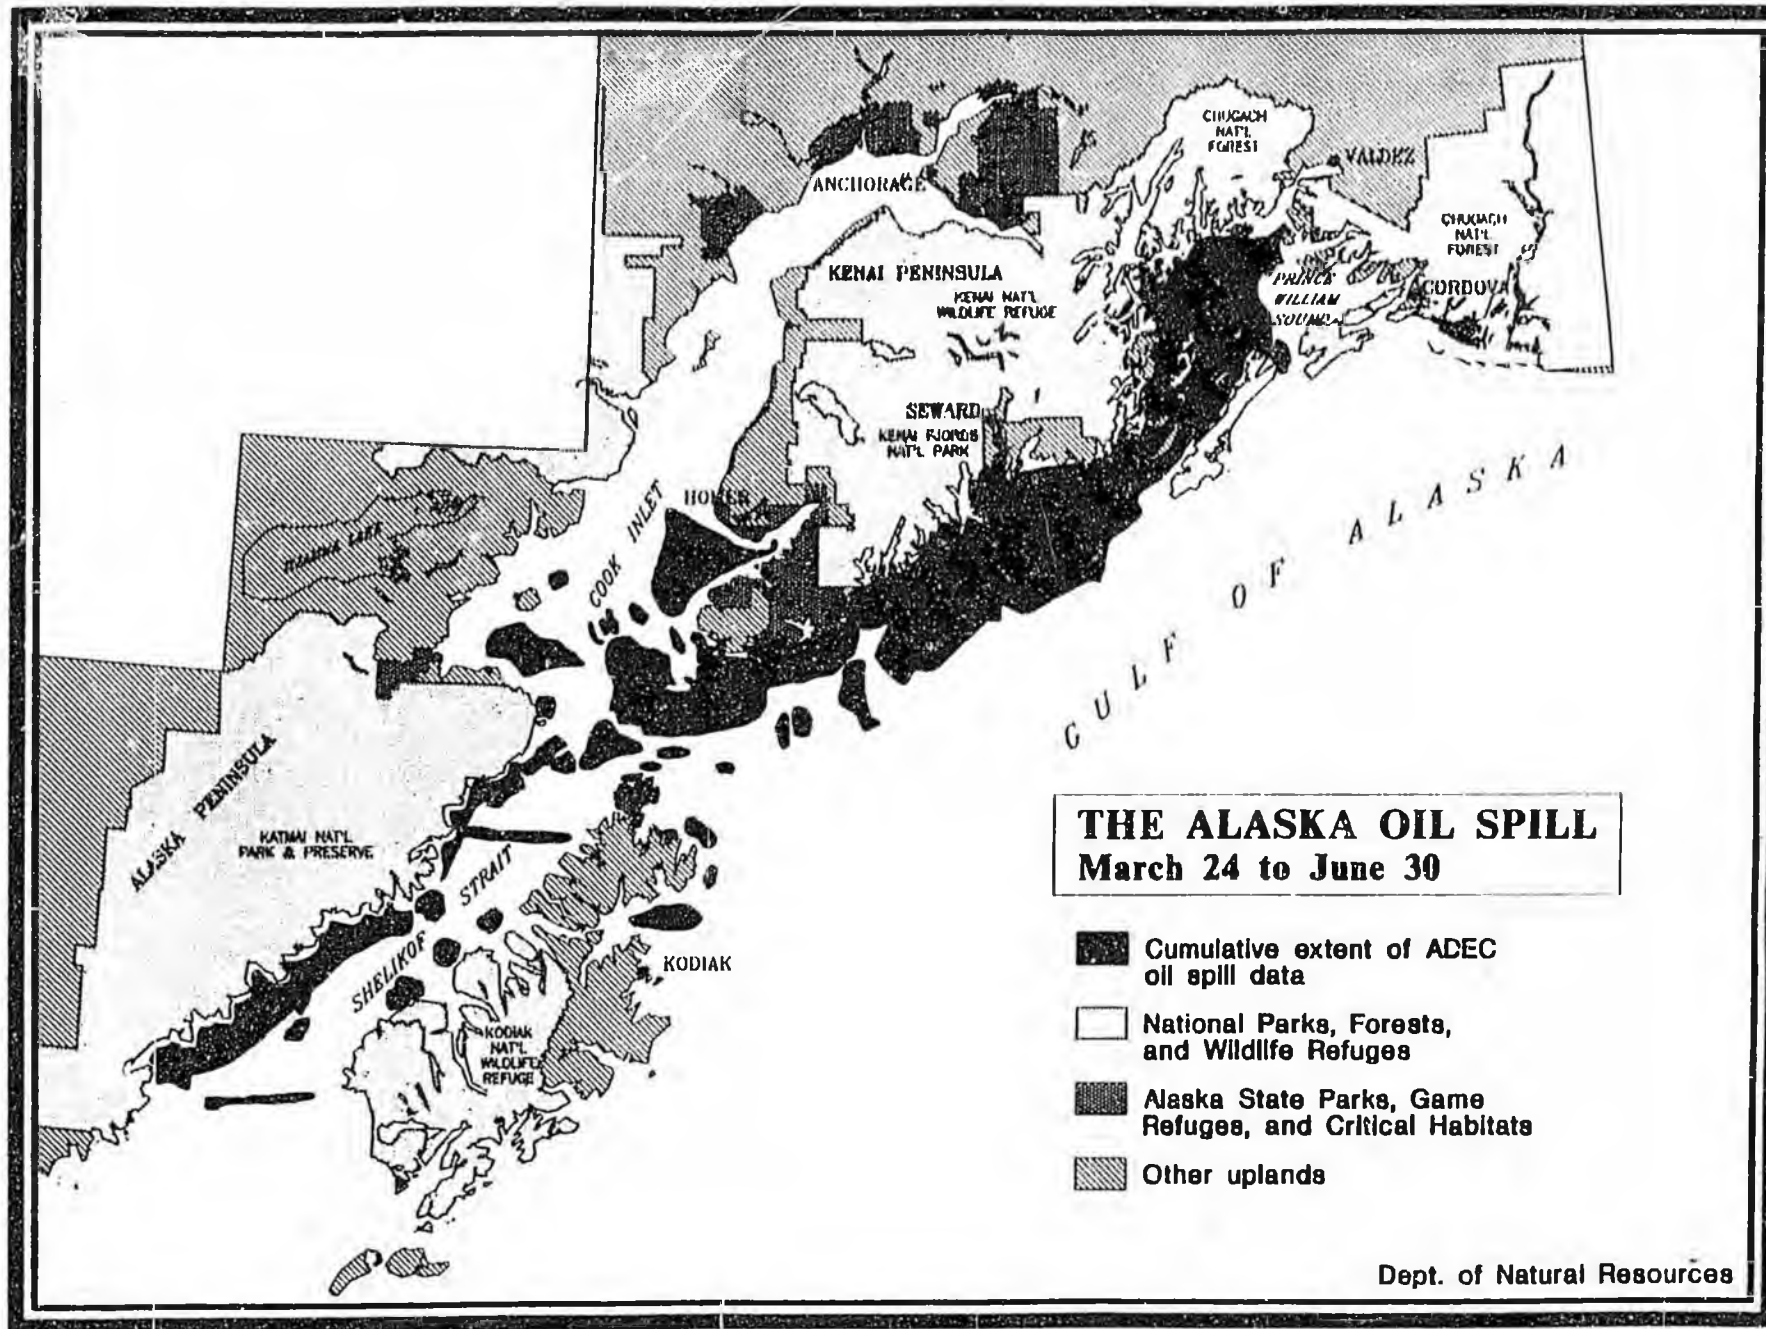 CHUGACH
NAT'L
FOREST
VALDEZ
ANCHORAGE
CHUGACH
NAT'L
FOREST
KENAI PENINSULA
KENAI NAT'L
WILDLIFE REFUGE
PRINCE
WILLIAM
SOUND
CORDOVA
SEWARD
KENAI FJORDS
NAT'L PARK
HOMER
ILIAMNA LAKE
COOK INLET
GULF OF ALASKA
ALASKA PENINSULA
KATMAI NAT'L
PARK & PRESERVE
SHELIKOF STRAIT
KODIAK
KODIAK
NAT'L
WILDLIFE
REFUGE
THE ALASKA OIL SPILL
March 24 to June 30
Cumulative extent of ADEC
oil spill data
National Parks, Forests,
and Wildlife Refuges
Alaska State Parks, Game
Refuges, and Critical Habitats
Other uplands
Dept. of Natural Resources